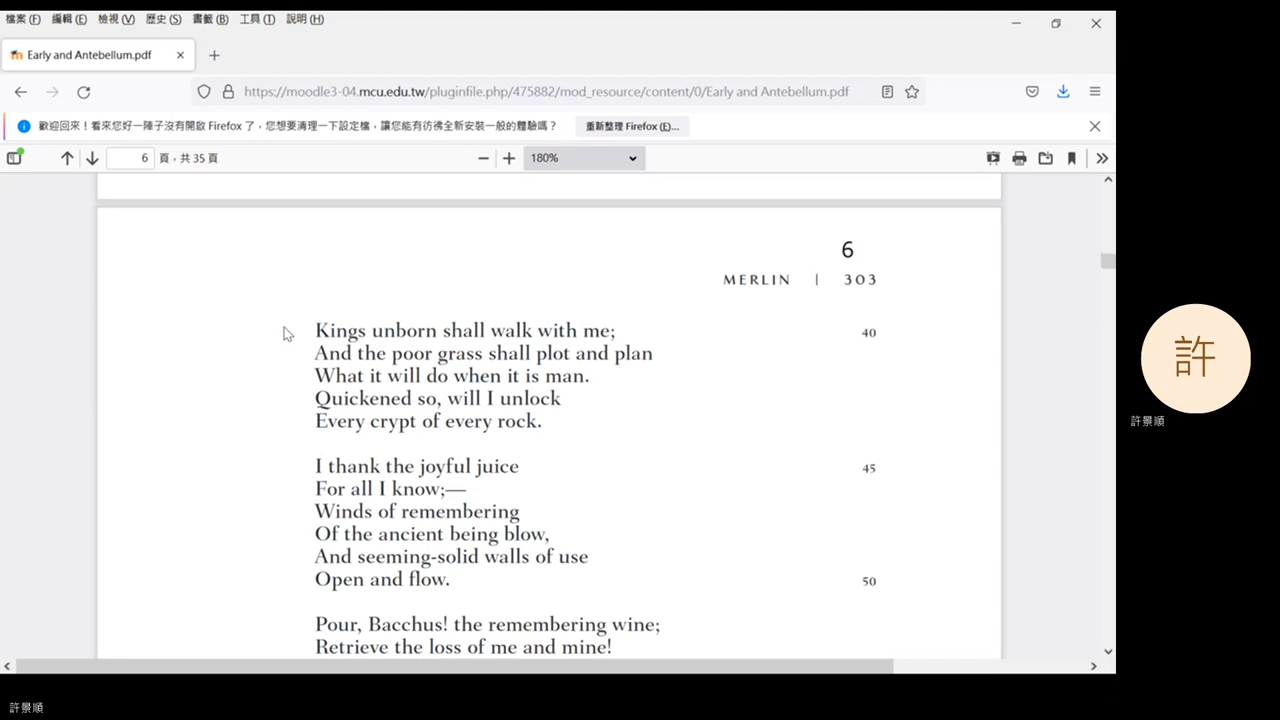 檔案 (F) 編輯 (E) 檢視 (V) 歷史 (S) 書籤 (B) 工具 (T) 說明 (H)
Early and Antebellum.pdf
https://moodle3-04.mcu.edu.tw/pluginfile.php/475882/mod_resource/content/0/Early and Antebellum.pdf
歡迎回來！看來您好一陣子沒有開啟 Firefox 了，您想要清理一下設定檔，讓您能有彷彿全新安裝一般的體驗嗎？ 重新整理 Firefox (E)…
6 頁，共 35 頁 180%
6
MERLIN | 303
Kings unborn shall walk with me; 40
And the poor grass shall plot and plan
What it will do when it is man.
Quickened so, will I unlock
Every crypt of every rock.
I thank the joyful juice 45
For all I know;—
Winds of remembering
Of the ancient being blow,
And seeming-solid walls of use
Open and flow. 50
Pour, Bacchus! the remembering wine;
Retrieve the loss of me and mine!
許
許景順
許景順